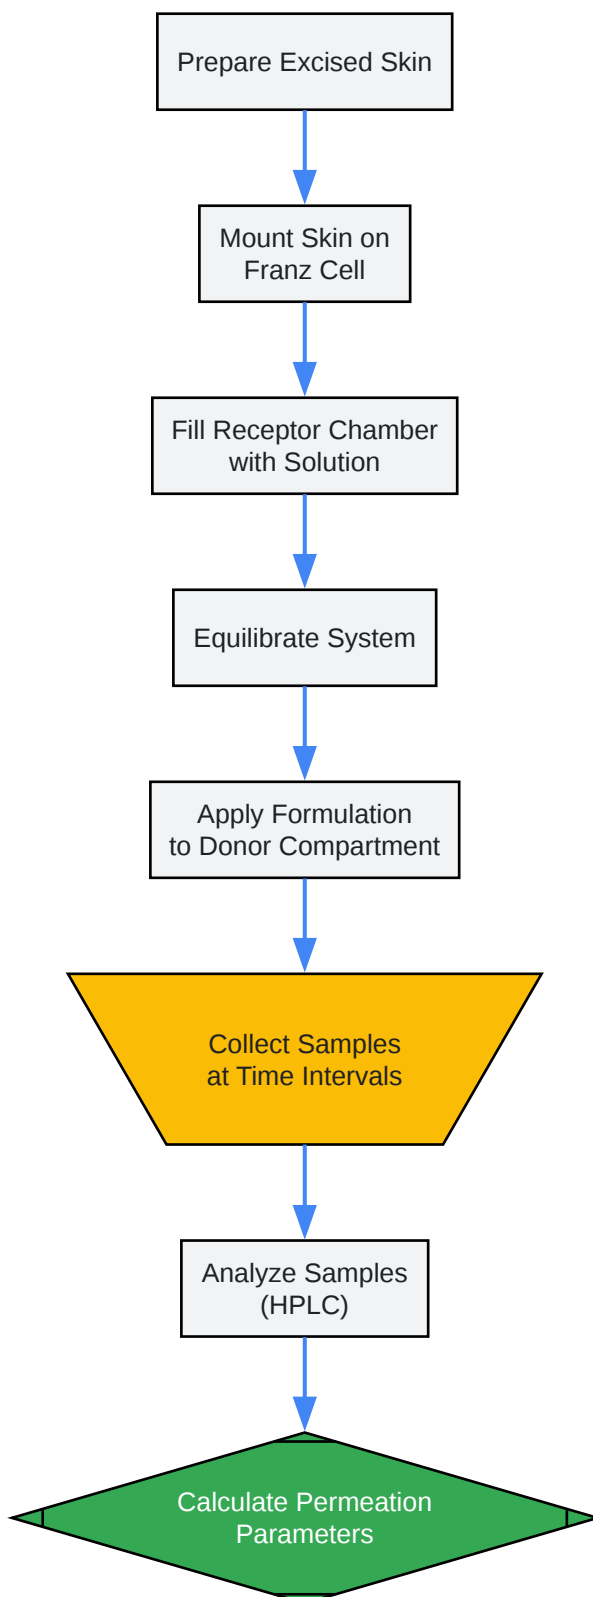 Prepare Excised Skin
Mount Skin on
Franz Cell
Fill Receptor Chamber
with Solution
Equilibrate System
Apply Formulation
to Donor Compartment
Collect Samples
at Time Intervals
Analyze Samples
(HPLC)
Calculate Permeation
Parameters